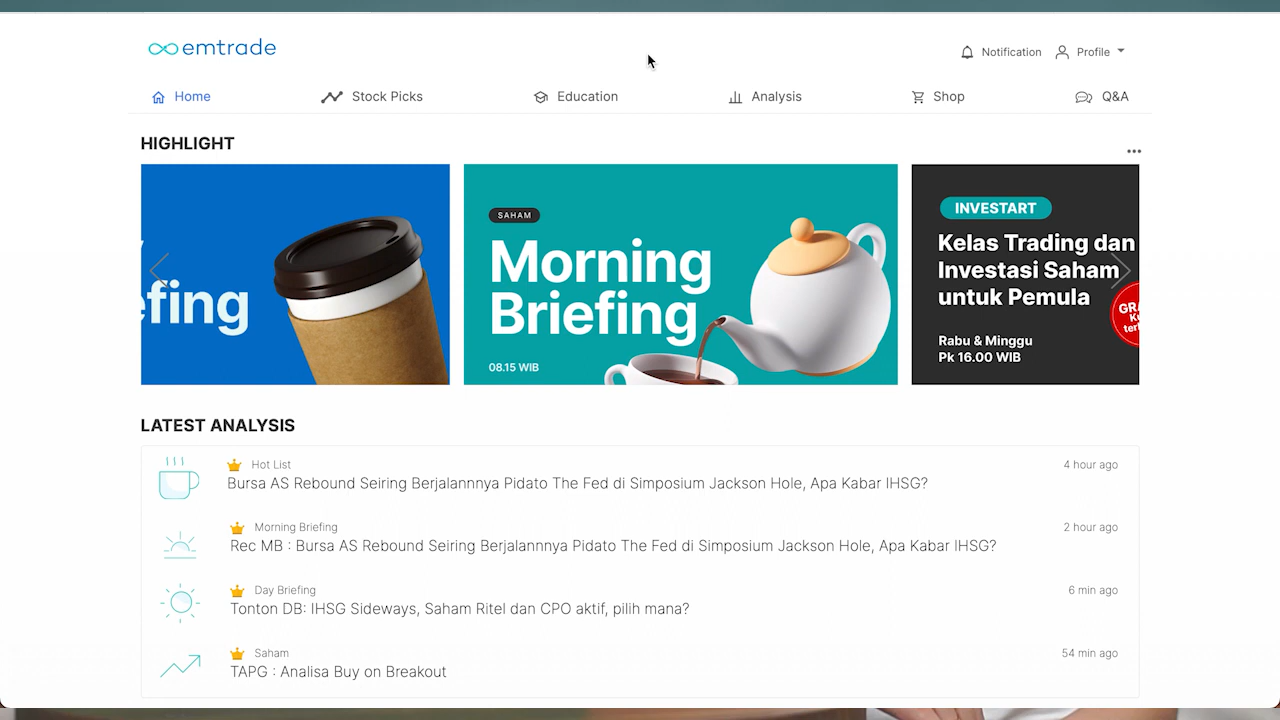 emtrade
Notification
Profile
Home
Stock Picks
Education
Analysis
Shop
Q&A
HIGHLIGHT
efing
SAHAM
Morning
Briefing
08.15 WIB
INVESTART
Kelas Trading dan
Investasi Saham
untuk Pemula
Rabu & Minggu
Pk 16.00 WIB
LATEST ANALYSIS
Hot List
4 hour ago
Bursa AS Rebound Seiring Berjalannnya Pidato The Fed di Simposium Jackson Hole, Apa Kabar IHSG?
Morning Briefing
2 hour ago
Rec MB : Bursa AS Rebound Seiring Berjalannnya Pidato The Fed di Simposium Jackson Hole, Apa Kabar IHSG?
Day Briefing
6 min ago
Tonton DB: IHSG Sideways, Saham Ritel dan CPO aktif, pilih mana?
Saham
54 min ago
TAPG : Analisa Buy on Breakout